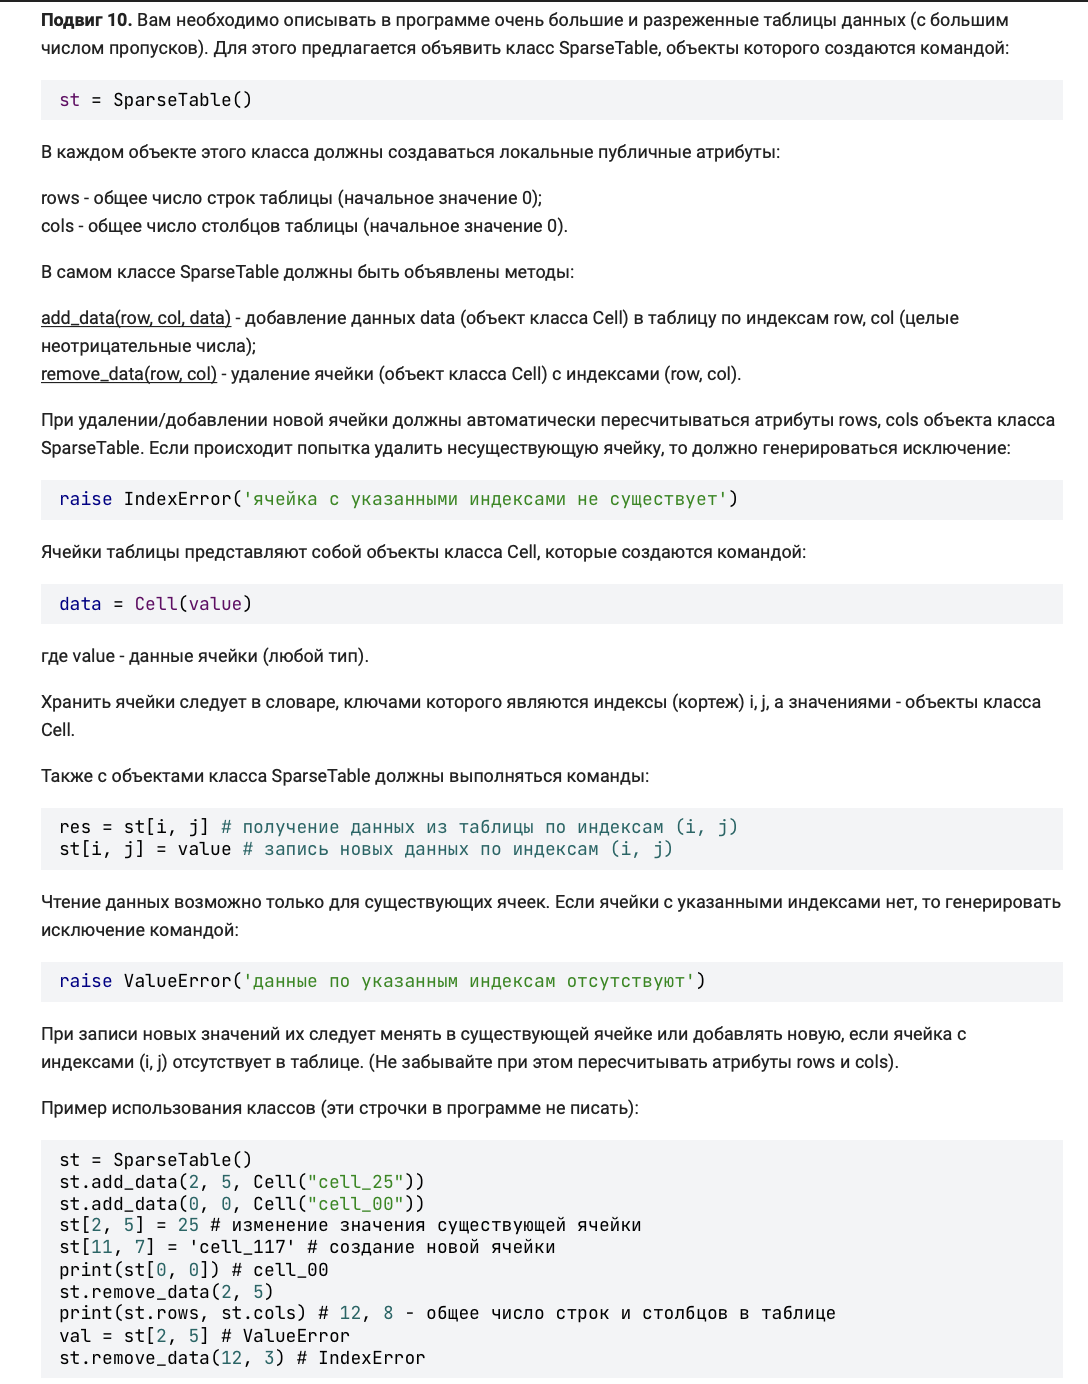 Подвиг 10. Вам необходимо описывать в программе очень большие и разреженные таблицы данных (с большим
числом пропусков). Для этого предлагается объявить класс SparseTable, объекты которого создаются командой:
st = SparseTable()
В каждом объекте этого класса должны создаваться локальные публичные атрибуты:
rows - общее число строк таблицы (начальное значение 0);
cols - общее число столбцов таблицы (начальное значение 0).
В самом классе SparseTable должны быть объявлены методы:
add_data(row, col, data) - добавление данных data (объект класса Cell) в таблицу по индексам row, col (целые
неотрицательные числа);
remove_data(row, col) - удаление ячейки (объект класса Cell) с индексами (row, col).
При удалении/добавлении новой ячейки должны автоматически пересчитываться атрибуты rows, cols объекта класса
SparseTable. Если происходит попытка удалить несуществующую ячейку, то должно генерироваться исключение:
raise IndexError('ячейка с указанными индексами не существует')
Ячейки таблицы представляют собой объекты класса Cell, которые создаются командой:
data = Cell(value)
где value - данные ячейки (любой тип).
Хранить ячейки следует в словаре, ключами которого являются индексы (кортеж) i, j, а значениями - объекты класса
Cell.
Также с объектами класса SparseTable должны выполняться команды:
res = st[i, j] # получение данных из таблицы по индексам (i, j)
st[i, j] = value # запись новых данных по индексам (i, j)
Чтение данных возможно только для существующих ячеек. Если ячейки с указанными индексами нет, то генерировать
исключение командой:
raise ValueError('данные по указанным индексам отсутствуют')
При записи новых значений их следует менять в существующей ячейке или добавлять новую, если ячейка с
индексами (i, j) отсутствует в таблице. (Не забывайте при этом пересчитывать атрибуты rows и cols).
Пример использования классов (эти строчки в программе не писать):
st = SparseTable()
st.add_data(2, 5, Cell("cell_25"))
st.add_data(0, 0, Cell("cell_00"))
st[2, 5] = 25 # изменение значения существующей ячейки
st[11, 7] = 'cell_117' # создание новой ячейки
print(st[0, 0]) # cell_00
st.remove_data(2, 5)
print(st.rows, st.cols) # 12, 8 - общее число строк и столбцов в таблице
val = st[2, 5] # ValueError
st.remove_data(12, 3) # IndexError